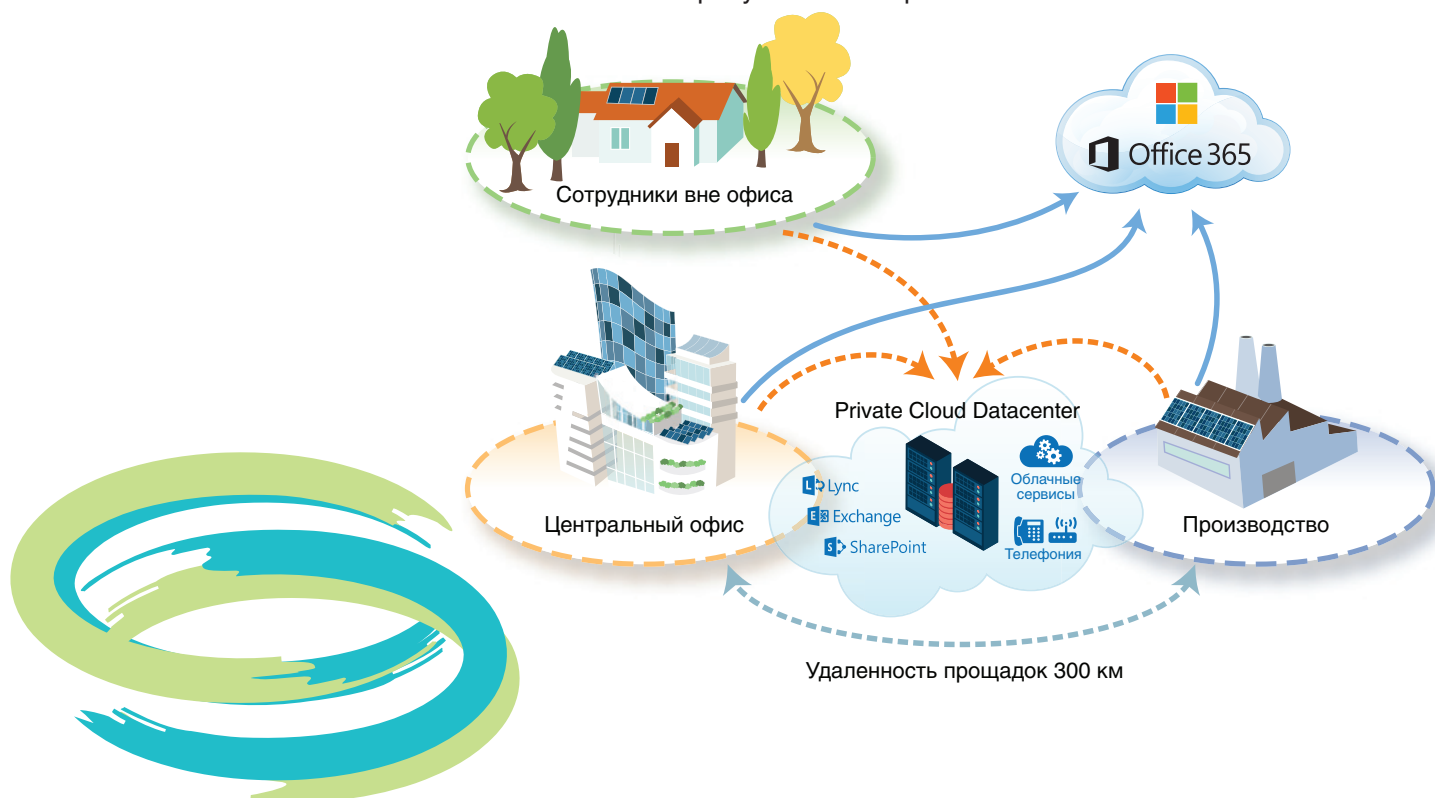 Office 365
Сотрудники вне офиса
Private Cloud Datacenter
Lync
Exchange
SharePoint
Облачные
сервисы
Телефония
Центральный офис
Производство
Удаленность прощадок 300 км